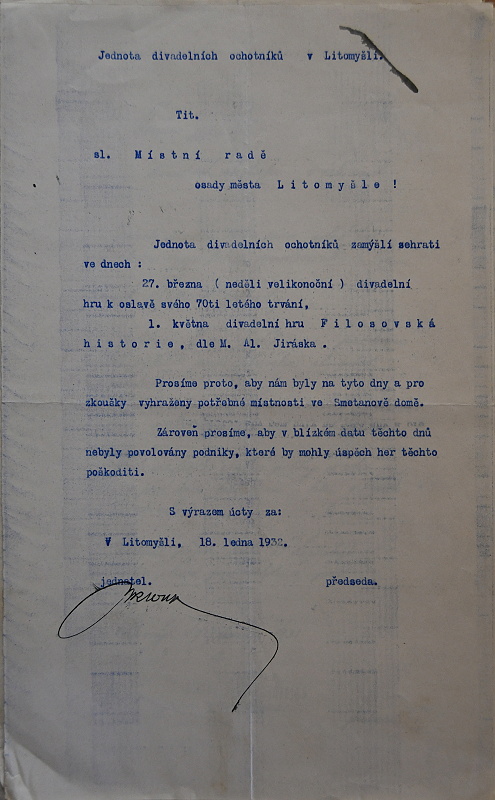 Jednota divadelních ochotníků v Litomyšli.
Tit.
sl. Místní radě
osady města Litomyšle !
Jednota divadelních ochotníků zamýšlí sehrati
ve dnech :
27. března ( neděli velikonoční ) divadelní
hru k oslavě svého 70ti letého trvání,
1. května divadelní hru Filosovská
historie, dle M. Al. Jiráska .
Prosíme proto, aby nám byly na tyto dny a pro
zkoušky vyhraženy potřebné místnosti ve Smetanově domě.
Zároveň prosíme, aby v blízkém datu těchto dnů
nebyly povolovány podniky, které by mohly úspěch her těchto
poškoditi.
S výrazem úcty za:
V Litomyšli, 18. ledna 1932.
jednatel. předseda.